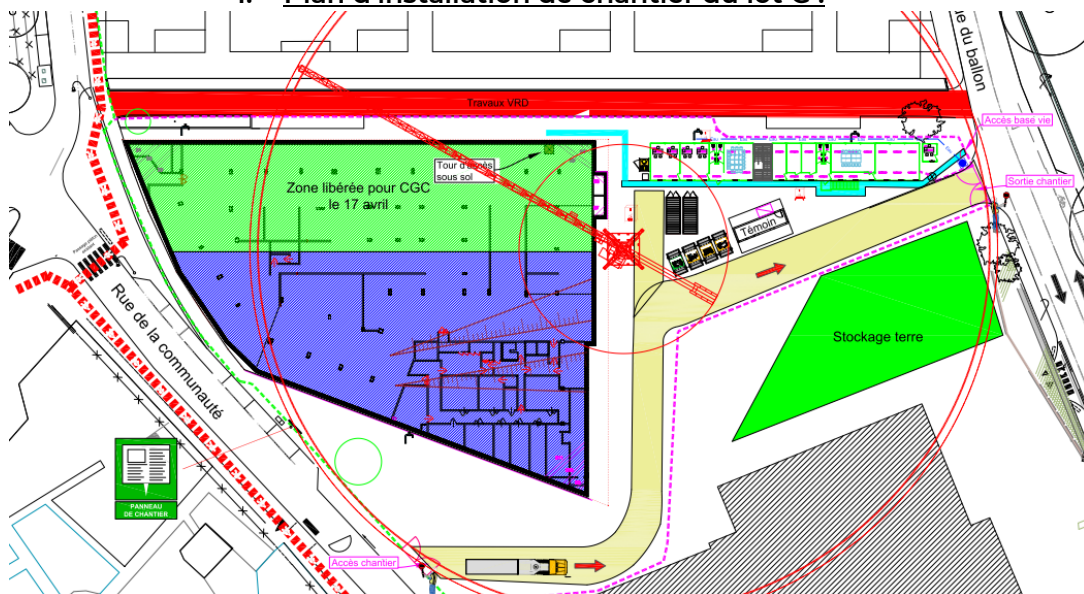 Plan d'installation de chantier du lot G :
rue du ballon
Travaux VRD
Accès base vie
Tour d'accès
sous sol
Zone libérée pour CGC
le 17 avril
Sortie chantier
Témoin
Rue de la communauté
Stockage terre
PANNEAU
DE CHANTIER
Accès chantier